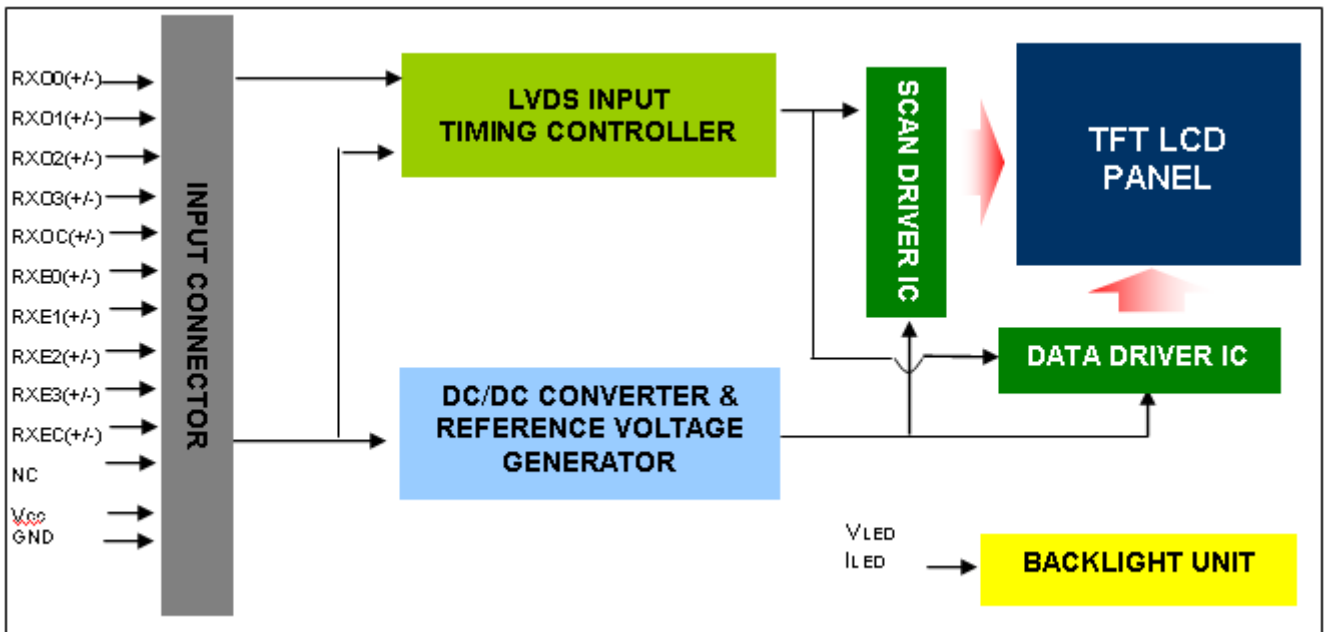 RXO0(+/-)
RXO1(+/-)
RXO2(+/-)
RXO3(+/-)
RXOC(+/-)
RXE0(+/-)
RXE1(+/-)
RXE2(+/-)
RXE3(+/-)
RXEC(+/-)
NC
Vcc
GND
INPUT CONNECTOR
LVDS INPUT
TIMING CONTROLLER
DC/DC CONVERTER &
REFERENCE VOLTAGE
GENERATOR
SCAN DRIVER IC
TFT LCD
PANEL
DATA DRIVER IC
VLED
ILED
BACKLIGHT UNIT